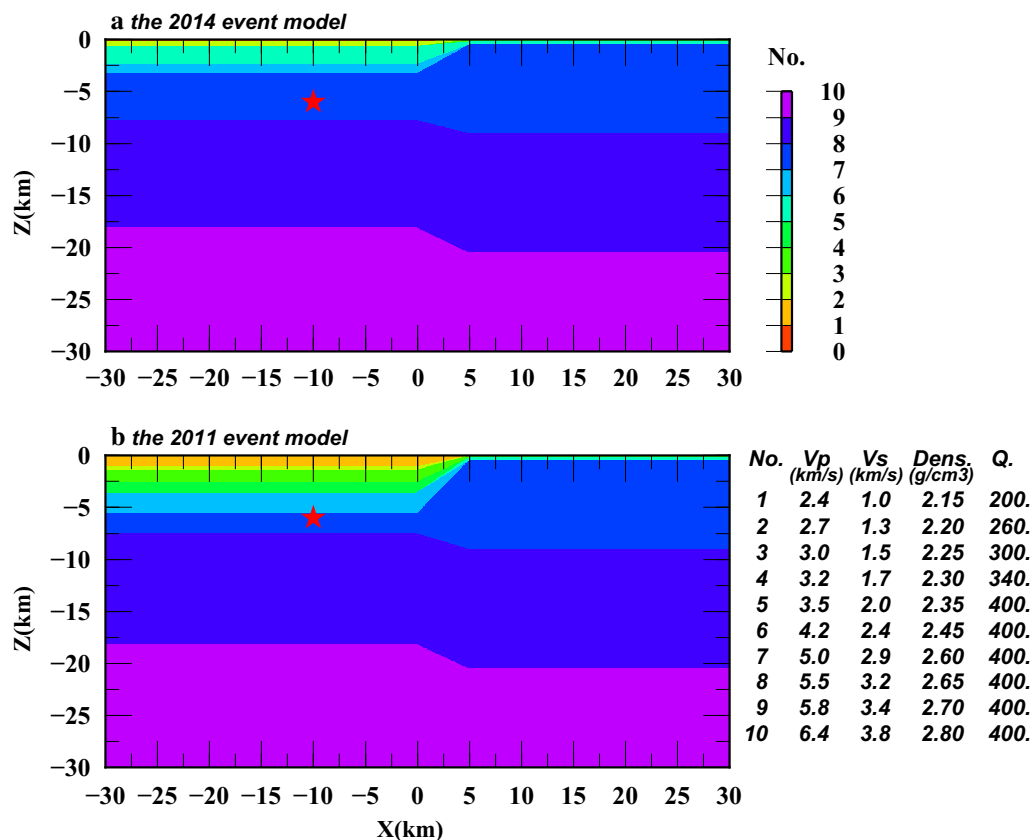 a the 2014 event model
0
−5
−10
−15
−20
−25
−30
Z(km)
−30 −25 −20 −15 −10 −5 0 5 10 15 20 25 30
No.
10
9
8
7
6
5
4
3
2
1
0
b the 2011 event model
0
−5
−10
−15
−20
−25
−30
Z(km)
−30 −25 −20 −15 −10 −5 0 5 10 15 20 25 30
X(km)
No. Vp Vs Dens. Q.
(km/s) (km/s) (g/cm3)
1 2.4 1.0 2.15 200.
2 2.7 1.3 2.20 260.
3 3.0 1.5 2.25 300.
4 3.2 1.7 2.30 340.
5 3.5 2.0 2.35 400.
6 4.2 2.4 2.45 400.
7 5.0 2.9 2.60 400.
8 5.5 3.2 2.65 400.
9 5.8 3.4 2.70 400.
10 6.4 3.8 2.80 400.